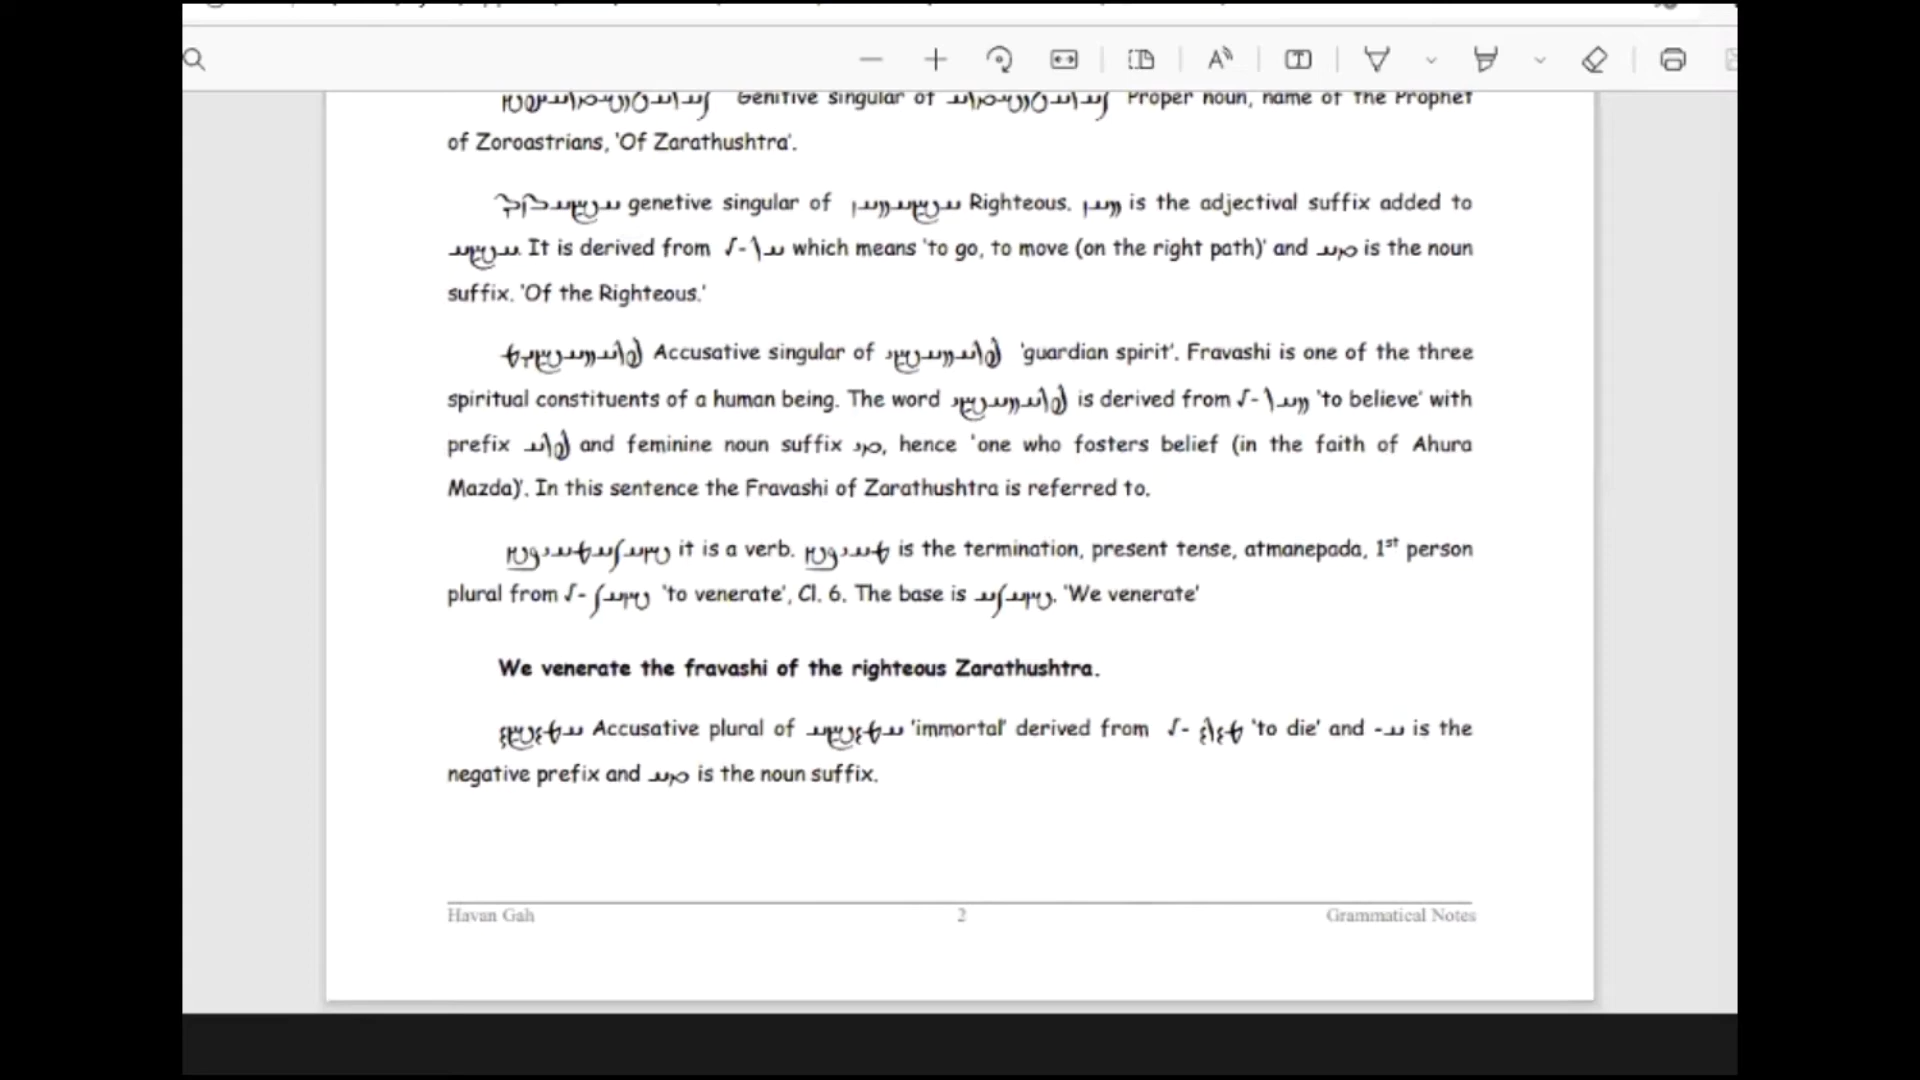 Genitive singular of Proper noun, name of the Prophet
of Zoroastrians, 'Of Zarathushtra'.
genetive singular of Righteous. is the adjectival suffix added to
It is derived from √- which means 'to go, to move (on the right path)' and is the noun
suffix. 'Of the Righteous.'
Accusative singular of 'guardian spirit'. Fravashi is one of the three
spiritual constituents of a human being. The word is derived from √- 'to believe' with
prefix and feminine noun suffix , hence 'one who fosters belief (in the faith of Ahura
Mazda)'. In this sentence the Fravashi of Zarathushtra is referred to.
it is a verb. is the termination, present tense, atmanepada, 1st person
plural from √- 'to venerate', Cl. 6. The base is . 'We venerate'
We venerate the fravashi of the righteous Zarathushtra.
Accusative plural of 'immortal' derived from √- 'to die' and is the
negative prefix and is the noun suffix.
Havan Gah 2 Grammatical Notes